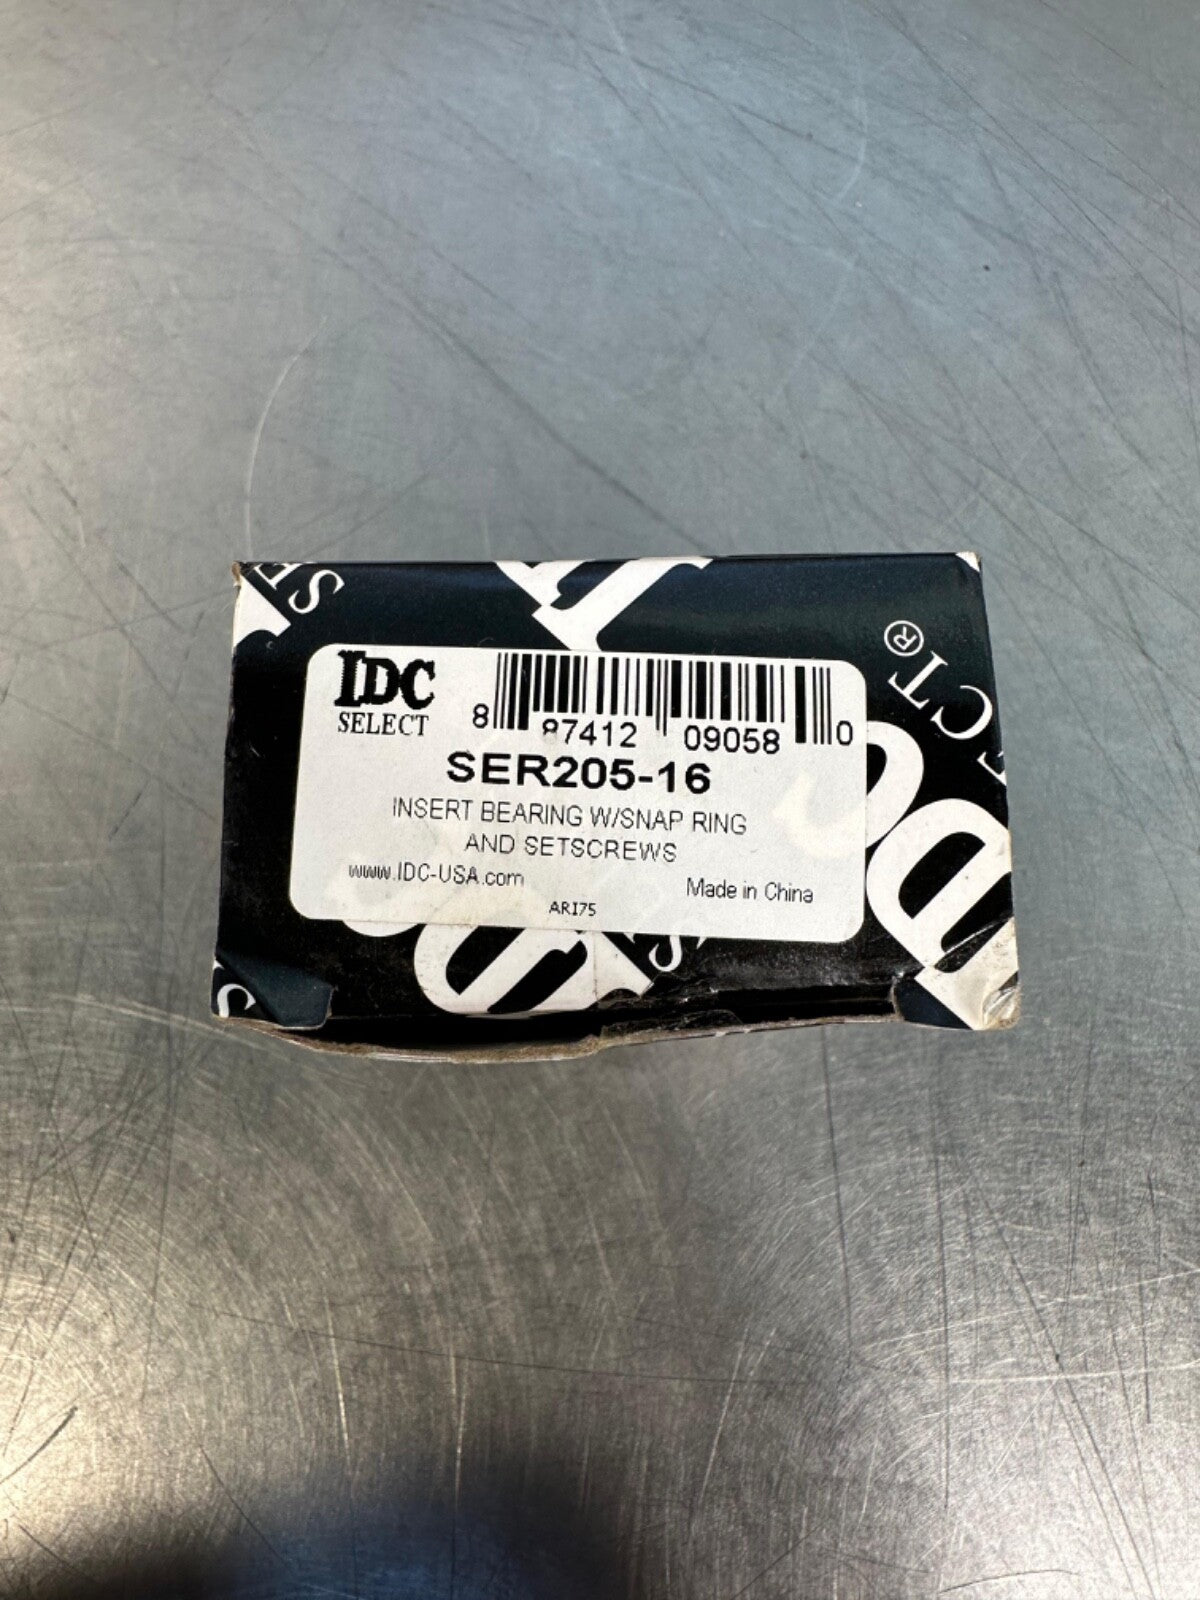 IDC
SELECT
8 87412 09058 0
SER205-16
INSERT BEARING W/SNAP RING
AND SETSCREWS
www.IDC-USA.com
Made in China
ARI75